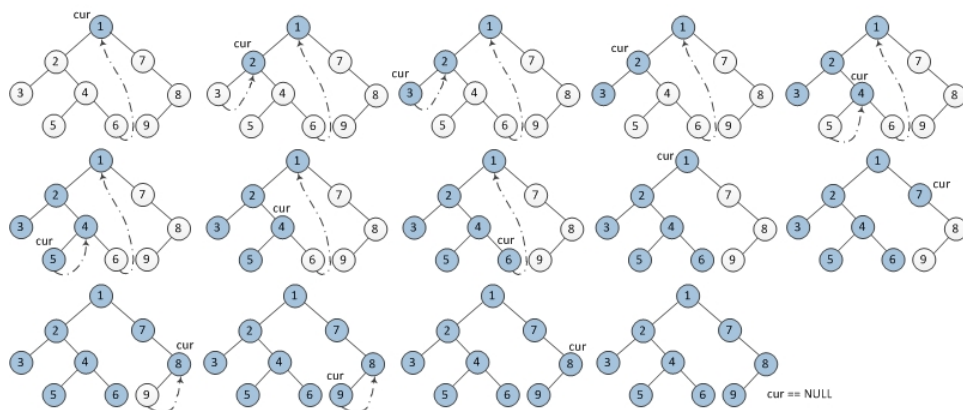 cur 1 1 1 1 1
cur cur
2 7 2 7 2 7 2 7 2 7
cur cur
3 4 8 3 4 8 3 4 8 3 4 8 3 4 8
5 6 9 5 6 9 5 6 9 5 6 9 5 6 9
1 1 1 cur 1 1
2 7 2 7 2 7 2 7 2 7 cur
cur
3 4 8 3 4 8 3 4 8 3 4 8 3 4 8
cur cur
5 6 9 5 6 9 5 6 9 5 6 9 5 6 9
1 1 1 1
2 7 2 7 2 7 2 7
cur cur
3 4 8 3 4 8 3 4 8 3 4 8
cur
5 6 9 5 6 9 5 6 9 5 6 9 cur == NULL